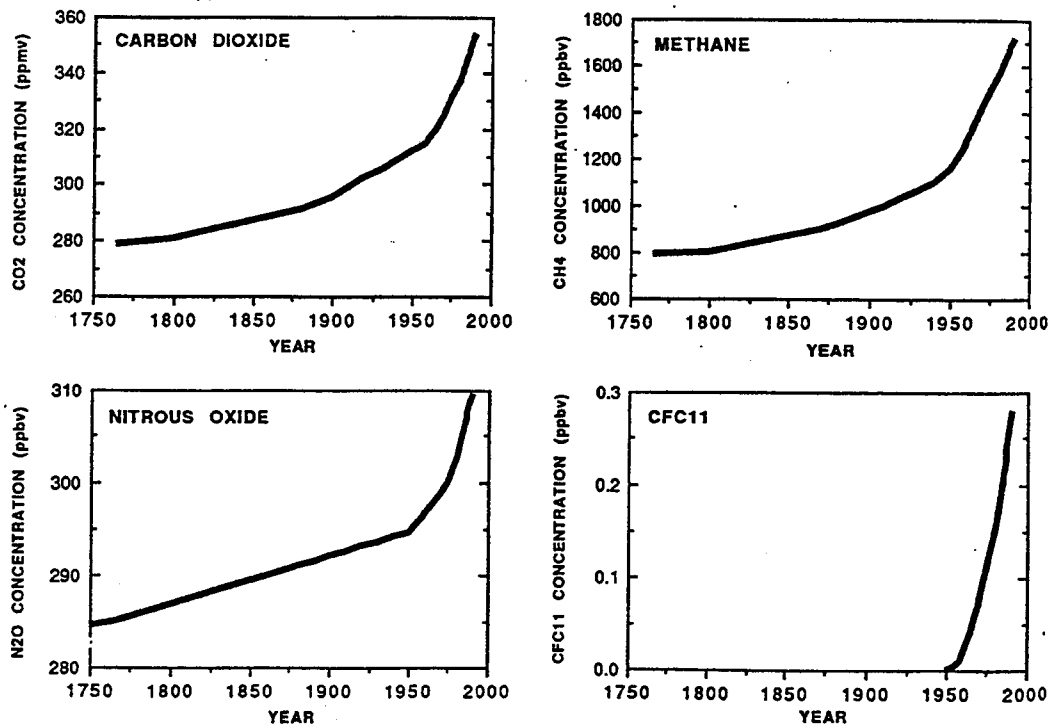 CARBON DIOXIDE
CO2 CONCENTRATION (ppmv)
360
340
320
300
280
260
1750 1800 1850 1900 1950 2000
YEAR
METHANE
CH4 CONCENTRATION (ppbv)
1800
1600
1400
1200
1000
800
600
1750 1800 1850 1900 1950 2000
YEAR
NITROUS OXIDE
N2O CONCENTRATION (ppbv)
310
300
290
280
1750 1800 1850 1900 1950 2000
YEAR
CFC11
CFC11 CONCENTRATION (ppbv)
0.3
0.2
0.1
0.0
1750 1800 1850 1900 1950 2000
YEAR